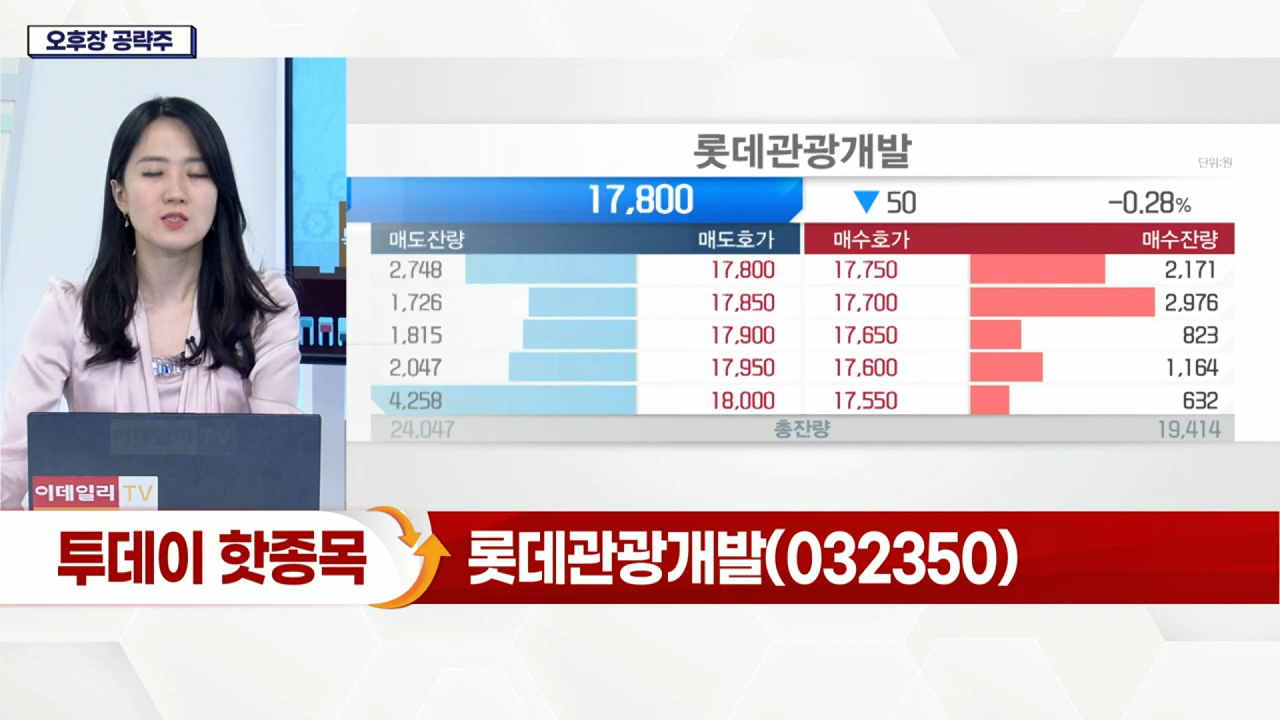 오후장 공략주
롯데관광개발
단위:원
17,800 ▼ 50 -0.28%
매도잔량 매도호가 매수호가 매수잔량
2,748 17,800 17,750 2,171
1,726 17,850 17,700 2,976
1,815 17,900 17,650 823
2,047 17,950 17,600 1,164
4,258 18,000 17,550 632
24,047 총잔량 19,414
이데일리 TV
이데일리 TV
투데이 핫종목 롯데관광개발(032350)